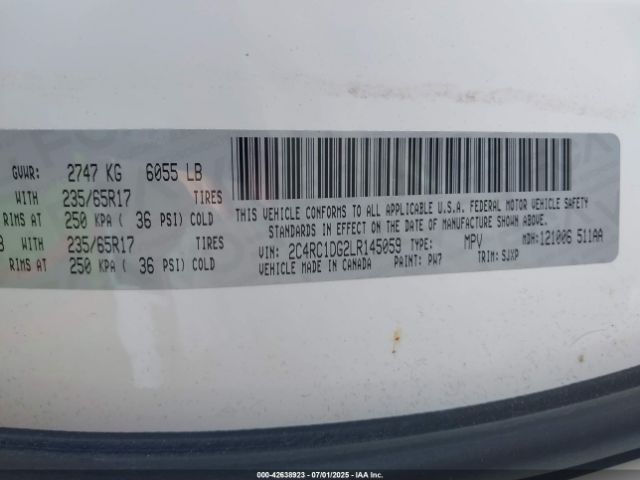 GVWR: 2747 KG 6055 LB
WITH 235/65R17 TIRES
RIMS AT 250 KPA ( 36 PSI) COLD
WITH 235/65R17 TIRES
RIMS AT 250 KPA ( 36 PSI) COLD
THIS VEHICLE CONFORMS TO ALL APPLICABLE U.S.A. FEDERAL MOTOR VEHICLE SAFETY
STANDARDS IN EFFECT ON THE DATE OF MANUFACTURE SHOWN ABOVE.
VIN: 2C4RC1DG2LR145059 TYPE: MPV MDH:121006 511AA
VEHICLE MADE IN CANADA PAINT: PW7 TRIM: SJXP
000-42638923 | 07/01/2025 | IAA Inc.